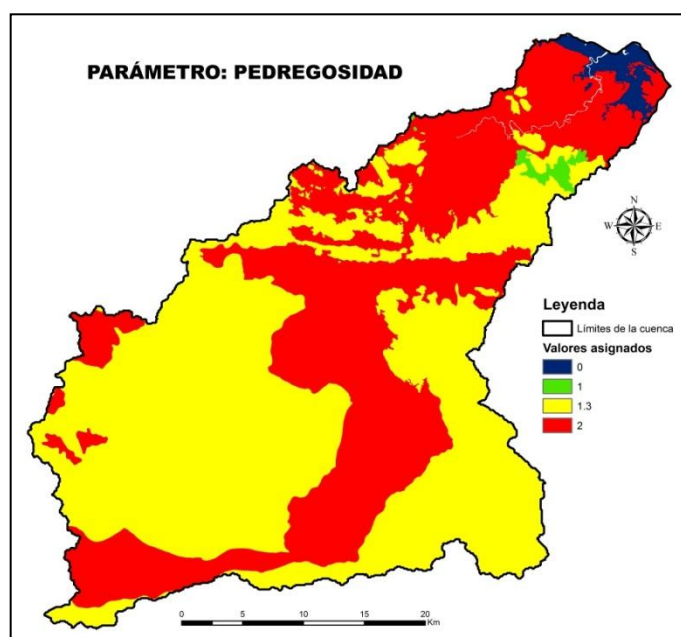 PARÁMETRO: PEDREGOSIDAD
N
W E
S
Leyenda
Límites de la cuenca
Valores asignados
0
1
1.3
2
0 5 10 15 20
Km